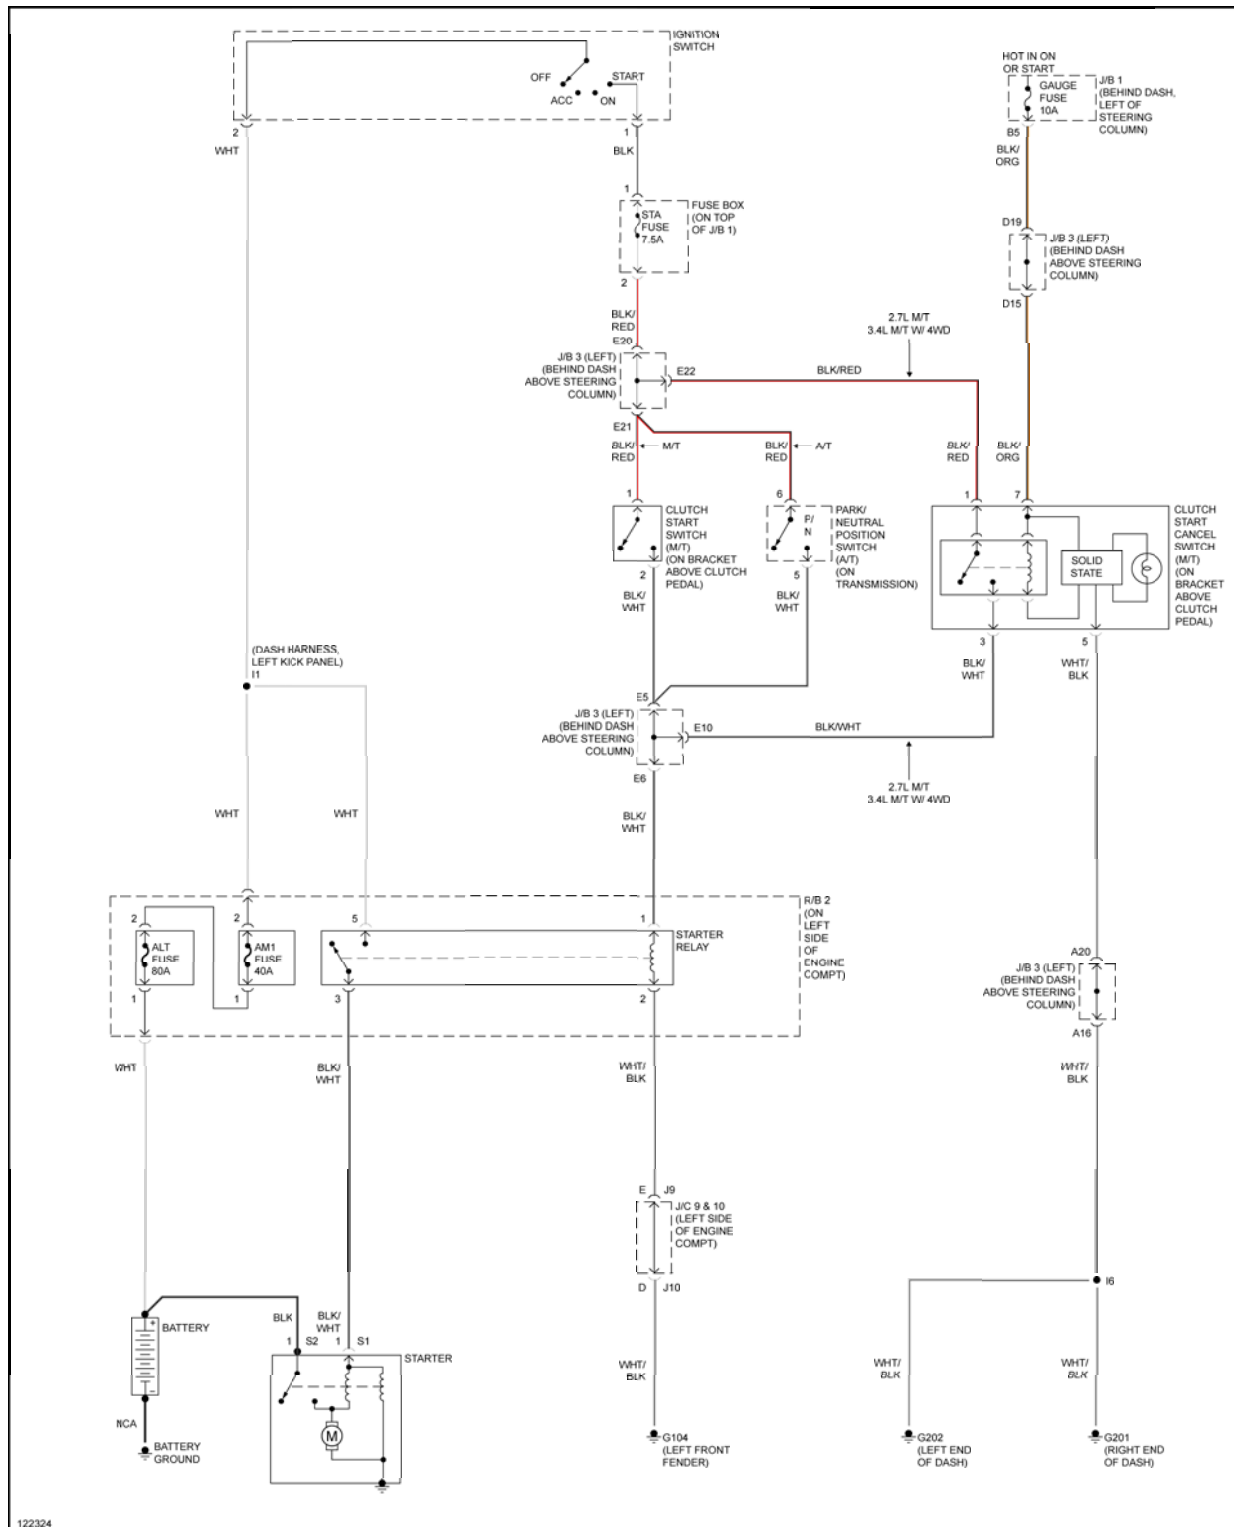 IGNITION
SWITCH
OFF
START
ACC
ON
2
1
WHT
BLK
HOT IN ON
OR START
GAUGE
FUSE
10A
J/B 1
(BEHIND DASH,
LEFT OF
STEERING
COLUMN)
B5
BLK/
ORG
1
STA
FUSE
7.5A
FUSE BOX
(ON TOP
OF J/B 1)
2
D19
J/B 3 (LEFT)
(BEHIND DASH
ABOVE STEERING
COLUMN)
D15
BLK/
RED
E20
2.7L M/T
3.4L M/T W/ 4WD
J/B 3 (LEFT)
(BEHIND DASH
ABOVE STEERING
COLUMN)
E22
BLK/RED
E21
BLK/
RED
M/T
BLK/
RED
A/T
BLK/
RED
BLK/
ORG
1
6
1
7
CLUTCH
START
SWITCH
(M/T)
(ON BRACKET
ABOVE CLUTCH
PEDAL)
P/
N
PARK/
NEUTRAL
POSITION
SWITCH
(A/T)
(ON
TRANSMISSION)
SOLID
STATE
CLUTCH
START
CANCEL
SWITCH
(M/T)
(ON
BRACKET
ABOVE
CLUTCH
PEDAL)
2
5
BLK/
WHT
BLK/
WHT
3
5
BLK/
WHT
WHT/
BLK
(DASH HARNESS,
LEFT KICK PANEL)
I1
E5
J/B 3 (LEFT)
(BEHIND DASH
ABOVE STEERING
COLUMN)
E10
BLK/WHT
E6
2.7L M/T
3.4L M/T W/ 4WD
WHT
WHT
BLK/
WHT
R/B 2
(ON
LEFT
SIDE
OF
ENGINE
COMPT)
2
2
5
1
ALT
FUSE
80A
AM1
FUSE
40A
STARTER
RELAY
1
1
3
2
A20
J/B 3 (LEFT)
(BEHIND DASH
ABOVE STEERING
COLUMN)
A16
WHT
BLK/
WHT
WHT/
BLK
WHT/
BLK
E
J9
J/C 9 & 10
(LEFT SIDE
OF ENGINE
COMPT)
D
J10
I6
BATTERY
+
-
BLK
BLK/
WHT
1
S2
1
S1
STARTER
M
WHT/
BLK
WHT/
BLK
WHT/
BLK
NCA
BATTERY
GROUND
G104
(LEFT FRONT
FENDER)
G202
(LEFT END
OF DASH)
G201
(RIGHT END
OF DASH)
122324